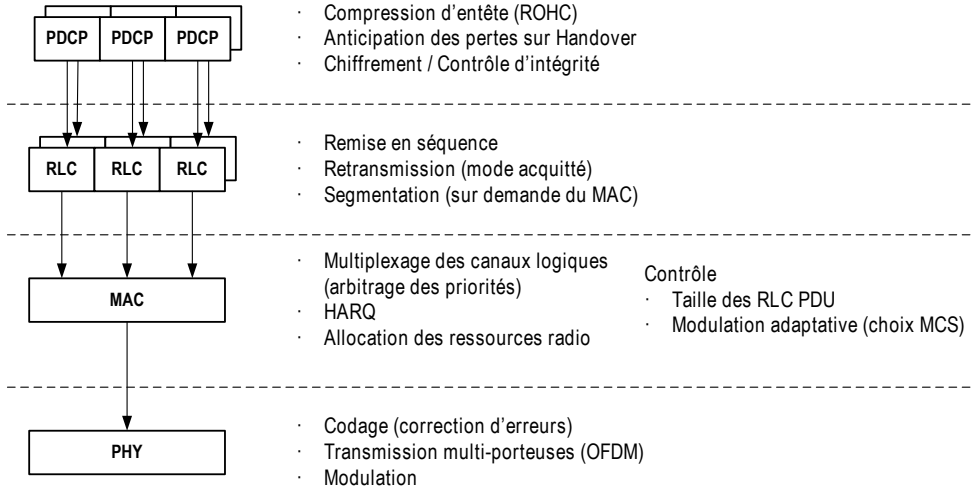 PDCP PDCP PDCP
· Compression d'entête (ROHC)
· Anticipation des pertes sur Handover
· Chiffrement / Contrôle d'intégrité
RLC RLC RLC
· Remise en séquence
· Retransmission (mode acquitté)
· Segmentation (sur demande du MAC)
MAC
· Multiplexage des canaux logiques
(arbitrage des priorités)
· HARQ
· Allocation des ressources radio
Contrôle
· Taille des RLC PDU
· Modulation adaptative (choix MCS)
PHY
· Codage (correction d'erreurs)
· Transmission multi-porteuses (OFDM)
· Modulation